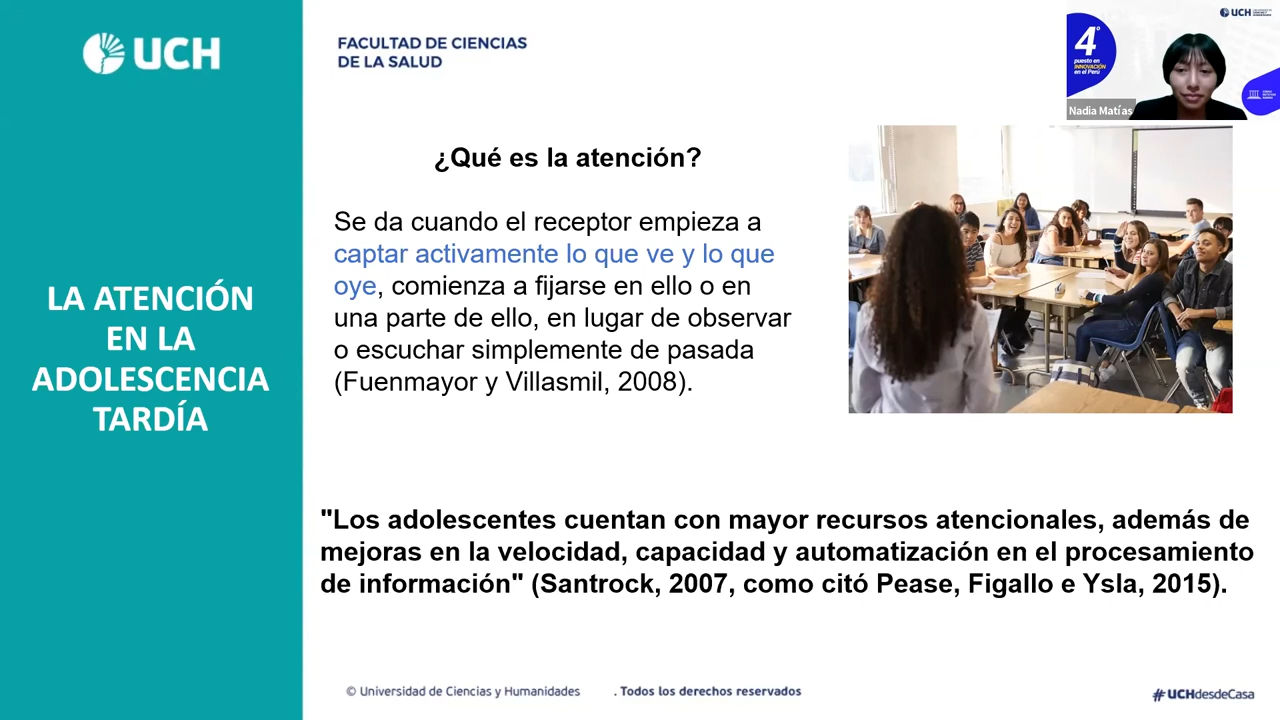 UCH
FACULTAD DE CIENCIAS
DE LA SALUD
UCH
4°
puesto en
INNOVACIÓN
en el Perú
Nadia Matías
LA ATENCIÓN
EN LA
ADOLESCENCIA
TARDÍA
¿Qué es la atención?
Se da cuando el receptor empieza a
captar activamente lo que ve y lo que
oye, comienza a fijarse en ello o en
una parte de ello, en lugar de observar
o escuchar simplemente de pasada
(Fuenmayor y Villasmil, 2008).
"Los adolescentes cuentan con mayor recursos atencionales, además de
mejoras en la velocidad, capacidad y automatización en el procesamiento
de información" (Santrock, 2007, como citó Pease, Figallo e Ysla, 2015).
© Universidad de Ciencias y Humanidades . Todos los derechos reservados
#UCHdesdeCasa